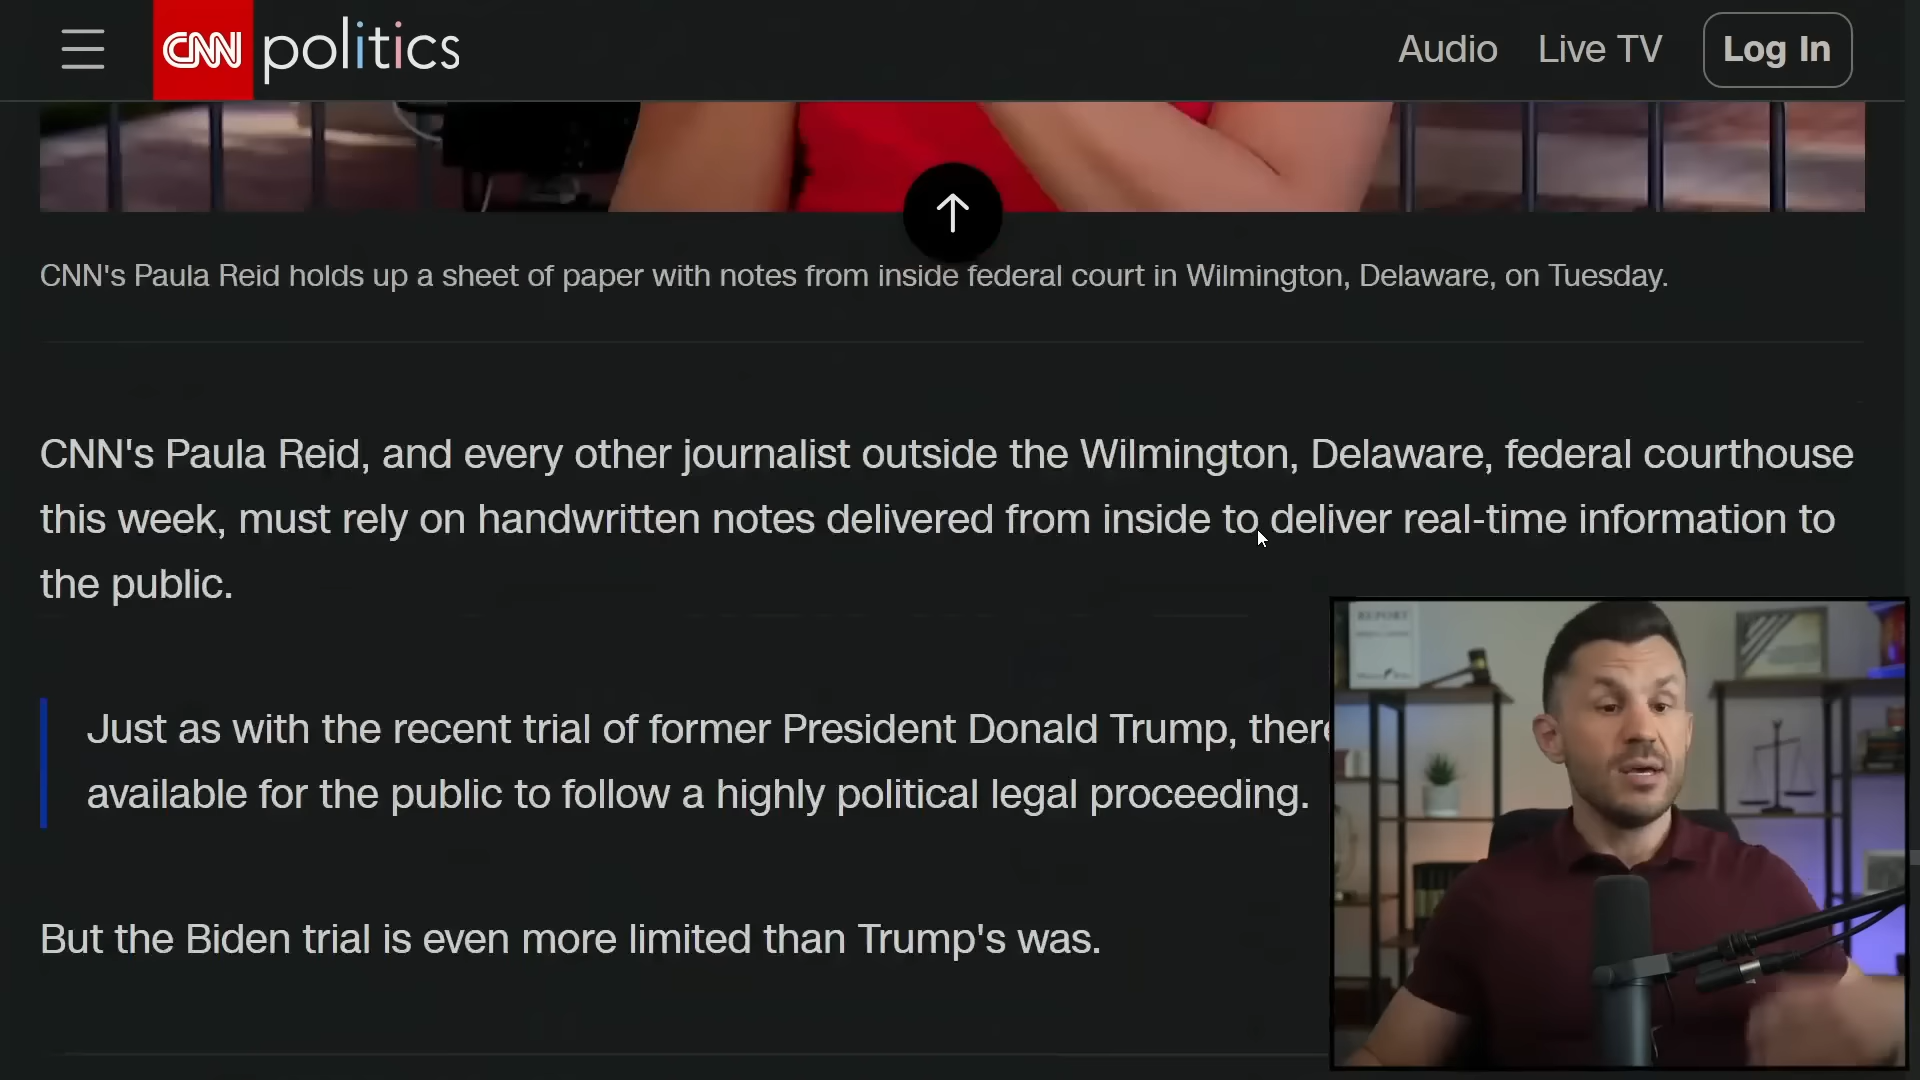 CNN politics
Audio Live TV Log In
CNN's Paula Reid holds up a sheet of paper with notes from inside federal court in Wilmington, Delaware, on Tuesday.
CNN's Paula Reid, and every other journalist outside the Wilmington, Delaware, federal courthouse
this week, must rely on handwritten notes delivered from inside to deliver real-time information to
the public.
Just as with the recent trial of former President Donald Trump,
available for the public to follow a highly political legal proceeding.
But the Biden trial is even more limited than Trump's was.
REPORT